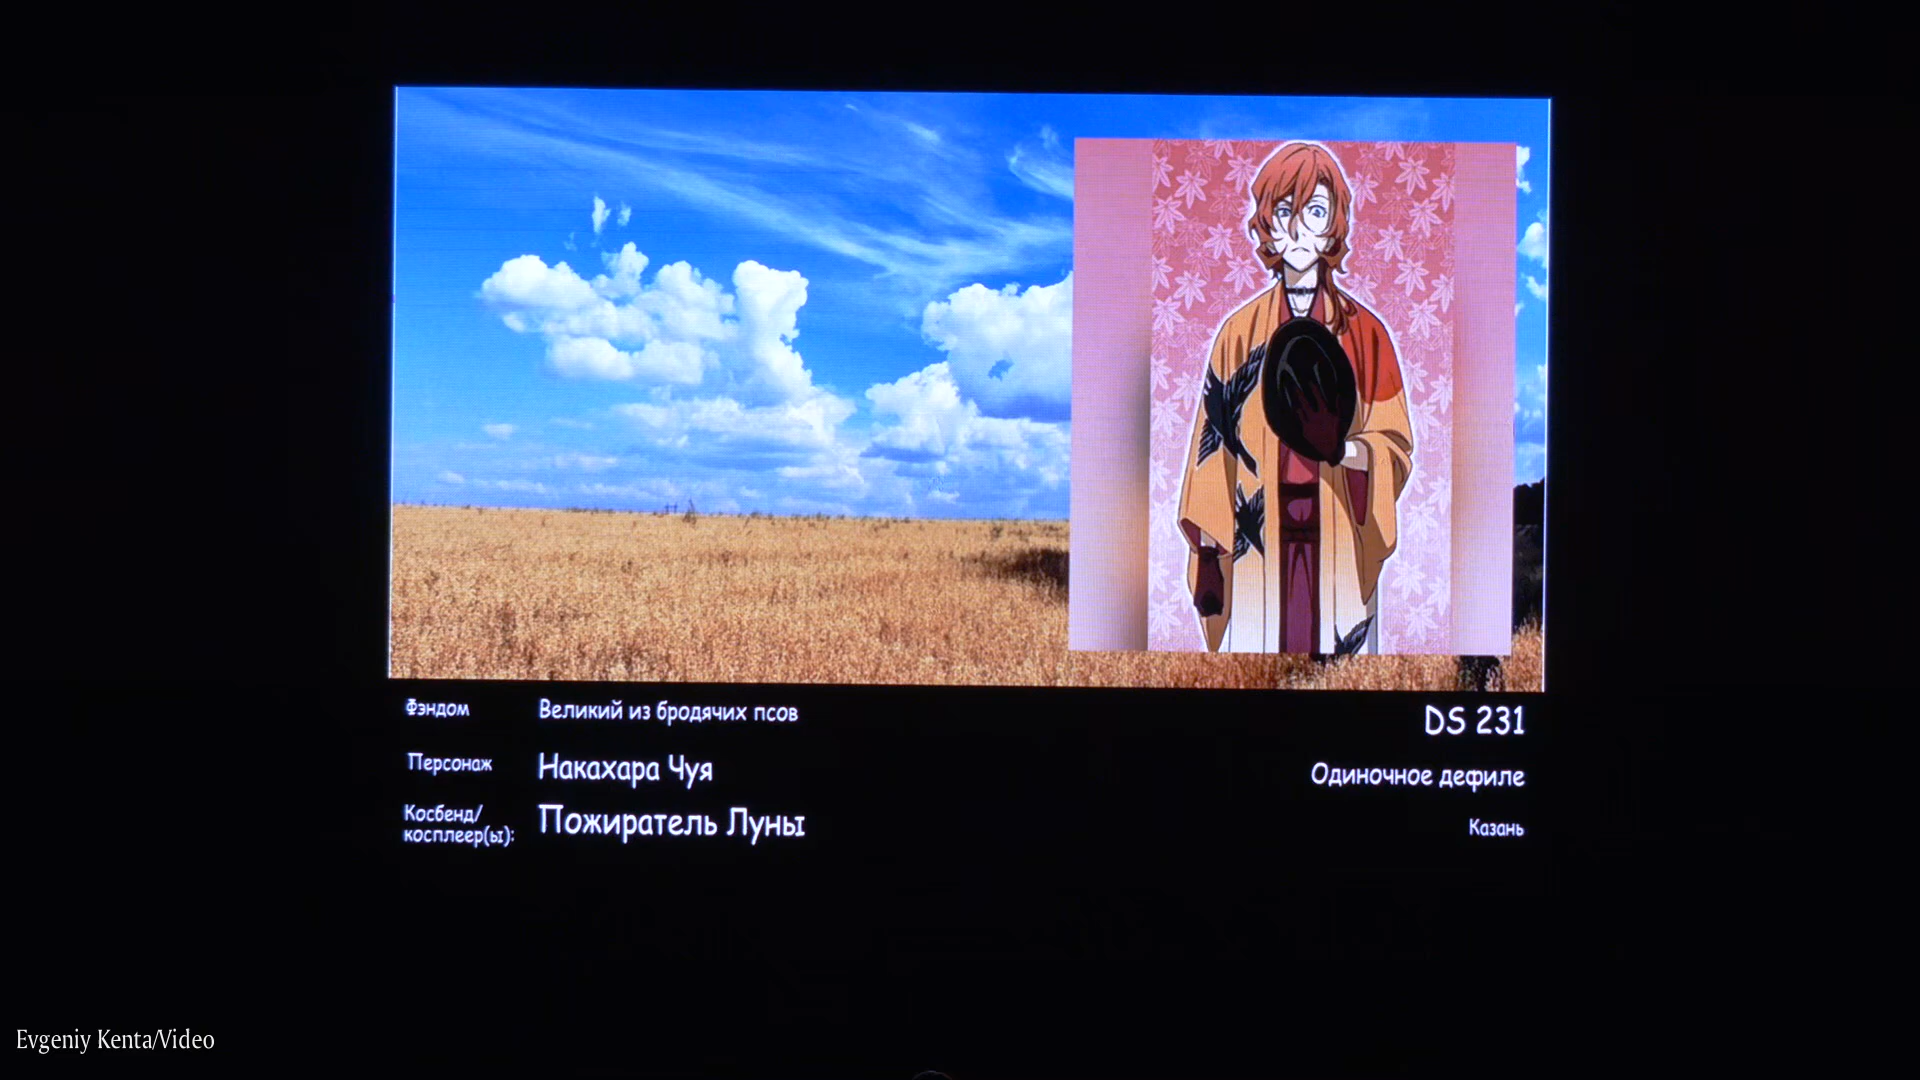 Фэндом Великий из бродячих псов
Персонаж Накахара Чуя
Косбенд/
косплеер(ы): Пожиратель Луны
DS 231
Одиночное дефиле
Казань
Evgeniy Kenta/Video